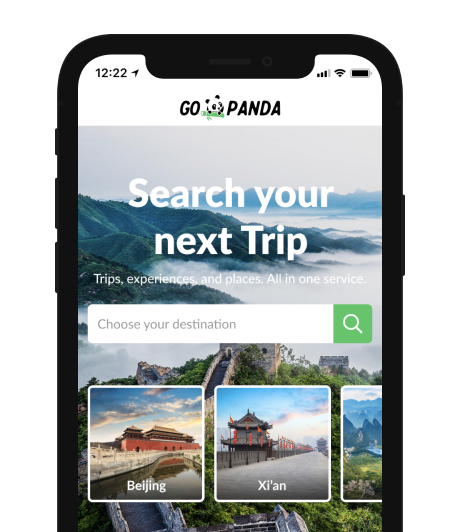 12:22
GO PANDA
Search your
next Trip
Trips, experiences, and places. All in one service.
Choose your destination
Beijing
Xi'an